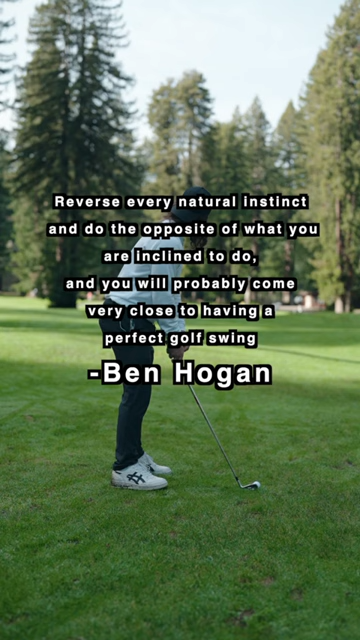 Reverse every natural instinct
and do the opposite of what you
are inclined to do,
and you will probably come
very close to having a
perfect golf swing
-Ben Hogan